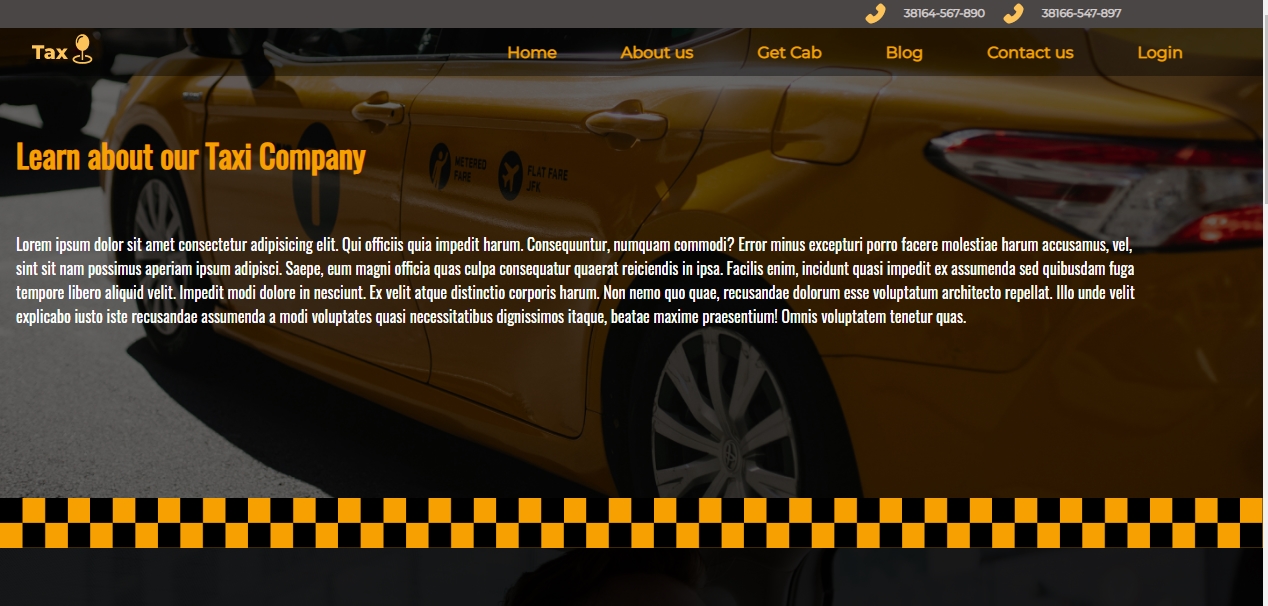 38164-567-890 38166-547-897
Tax Home About us Get Cab Blog Contact us Login
Learn about our Taxi Company
METERED FLAT FARE
FARE JFK
Lorem ipsum dolor sit amet consectetur adipisicing elit. Qui officiis quia impedit harum. Consequuntur, numquam commodi? Error minus excepturi porro facere molestiae harum accusamus, vel,
sint sit nam possimus aperiam ipsum adipisci. Saepe, eum magni officia quas culpa consequatur quaerat reiciendis in ipsa. Facilis enim, incidunt quasi impedit ex assumenda sed quibusdam fuga
tempore libero aliquid velit. Impedit modi dolore in nesciunt. Ex velit atque distinctio corporis harum. Non nemo quo quae, recusandae dolorum esse voluptatum architecto repellat. Illo unde velit
explicabo iusto iste recusandae assumenda a modi voluptates quasi necessitatibus dignissimos itaque, beatae maxime praesentium! Omnis voluptatem tenetur quas.